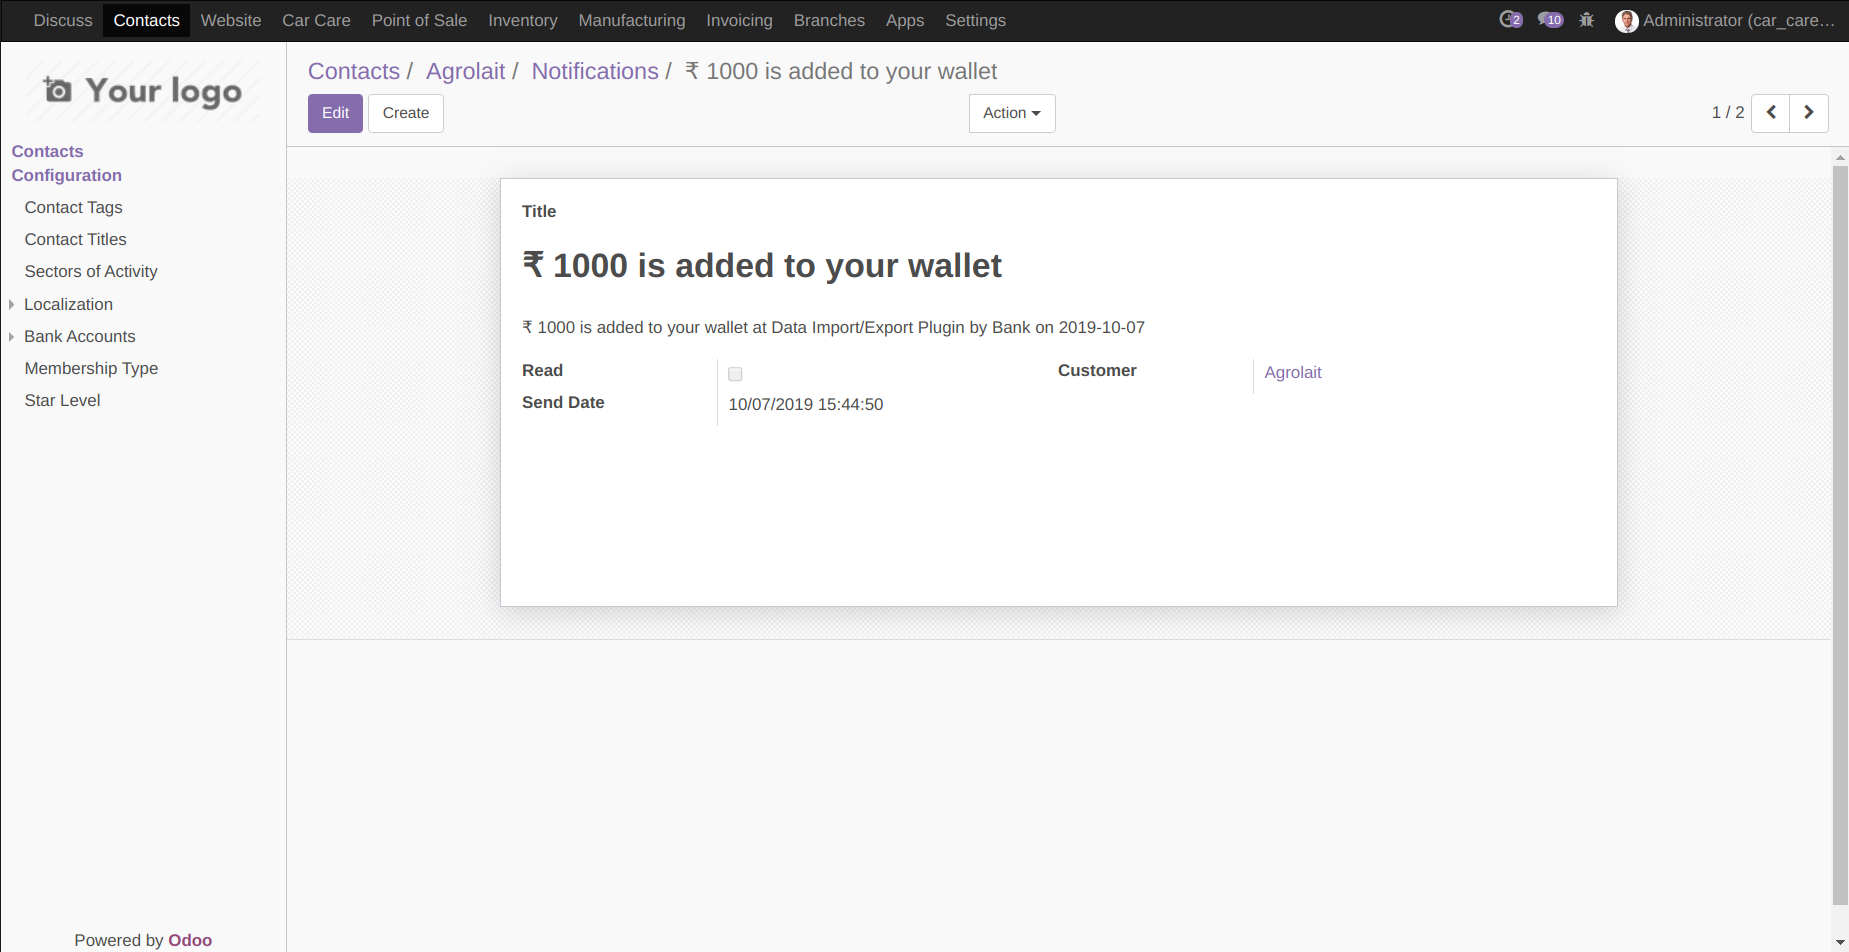 Discuss Contacts Website Car Care Point of Sale Inventory Manufacturing Invoicing Branches Apps Settings 2 10 Administrator (car_care...
Your logo
Contacts / Agrolait / Notifications / ₹ 1000 is added to your wallet
Edit Create Action 1 / 2
Contacts
Configuration
Contact Tags
Contact Titles
Sectors of Activity
Localization
Bank Accounts
Membership Type
Star Level
Title
₹ 1000 is added to your wallet
₹ 1000 is added to your wallet at Data Import/Export Plugin by Bank on 2019-10-07
Read Customer Agrolait
Send Date 10/07/2019 15:44:50
Powered by Odoo